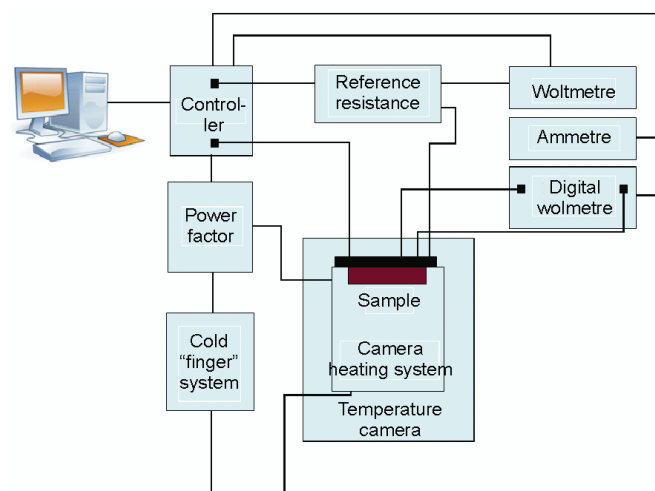 Reference
resistance
Woltmetre
Control-
ler
Ammetre
Digital
wolmetre
Power
factor
Sample
Cold
“finger”
system
Camera
heating system
Temperature
camera